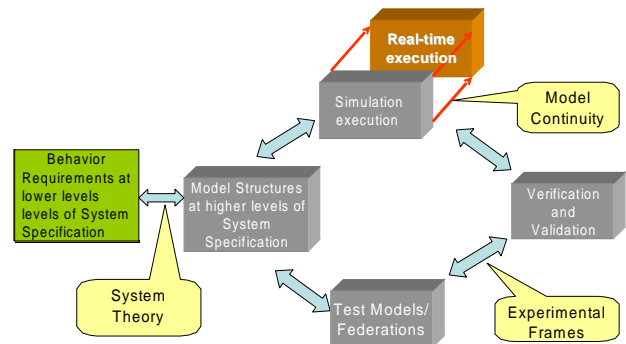 Real-time
execution
Simulation
execution
Model
Continuity
Behavior
Requirements at
lower levels
levels of System
Specification
Model Structures
at higher levels of
System
Specification
Verification
and
Validation
System
Theory
Test Models/
Federations
Experimental
Frames